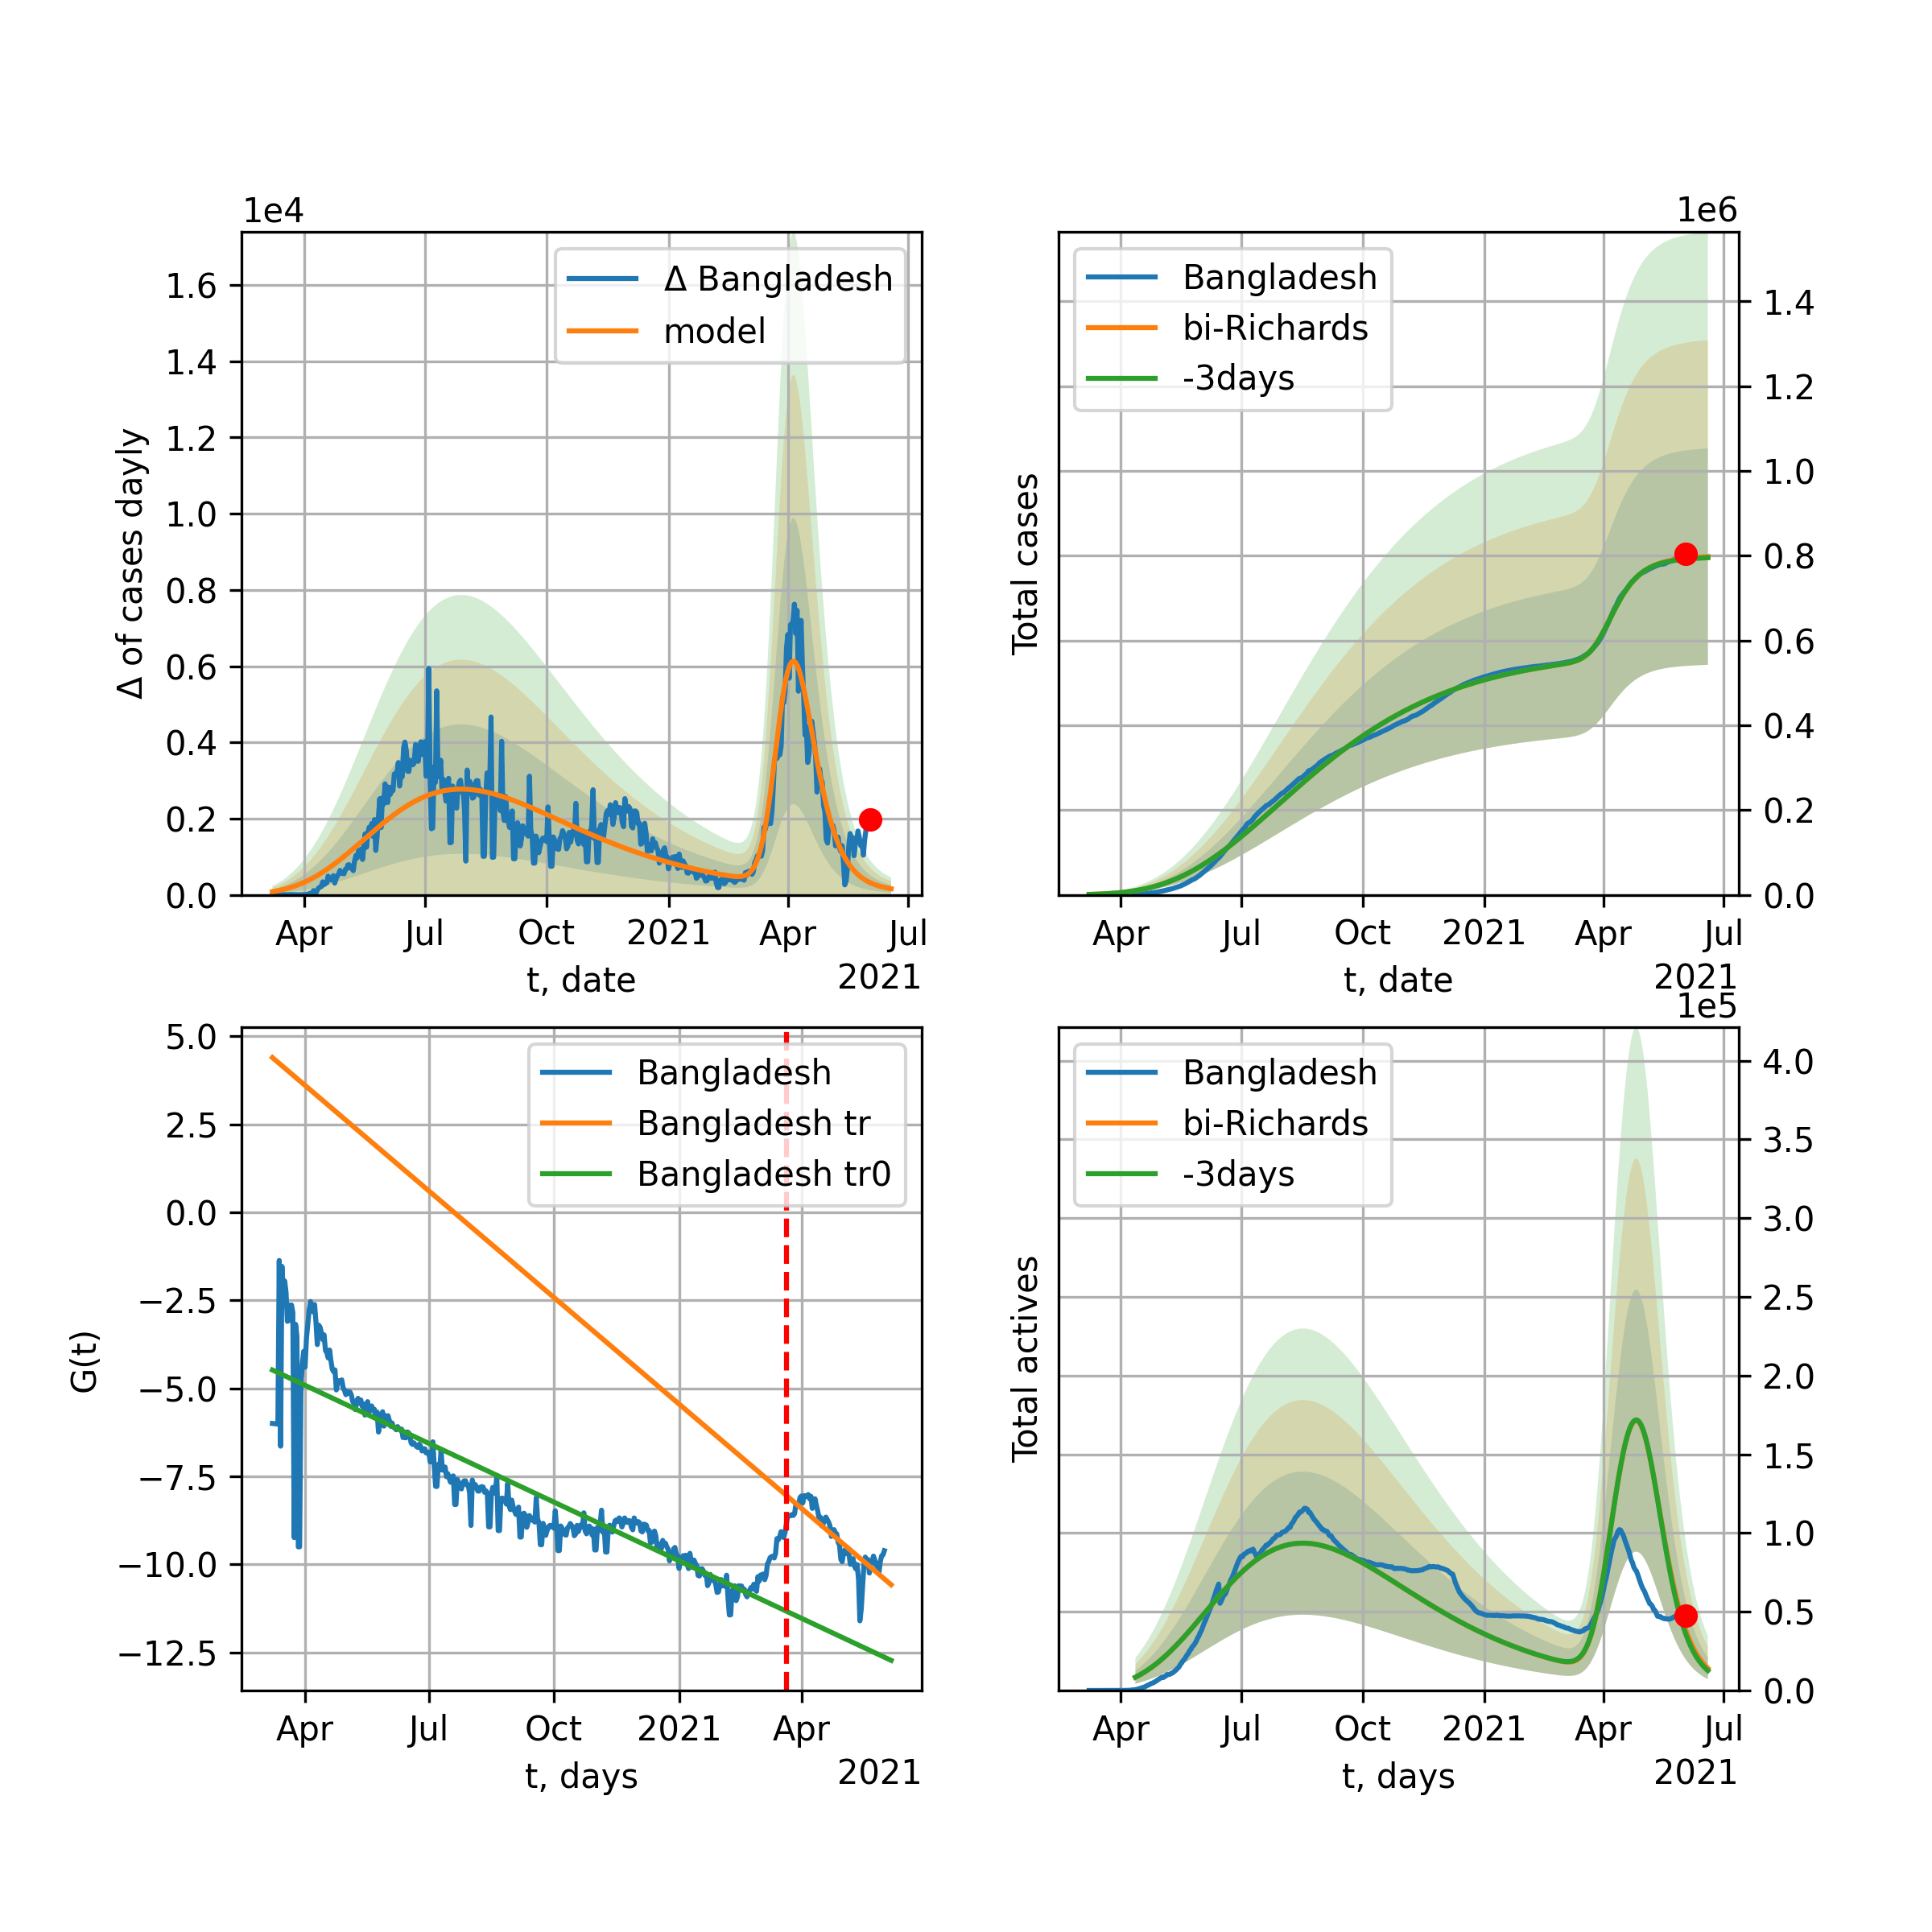 1e4
Δ of cases dayly
1.6
1.4
1.2
1.0
0.8
0.6
0.4
0.2
0.0
Δ Bangladesh
model
Apr
Jul
Oct
2021
Apr
Jul
t, date
2021
1e6
Total cases
Bangladesh
bi-Richards
-3days
1.4
1.2
1.0
0.8
0.6
0.4
0.2
0.0
Apr
Jul
Oct
2021
Apr
Jul
t, date
2021
G(t)
5.0
2.5
0.0
−2.5
−5.0
−7.5
−10.0
−12.5
Bangladesh
Bangladesh tr
Bangladesh tr0
Apr
Jul
Oct
2021
Apr
t, days
2021
1e5
Total actives
Bangladesh
bi-Richards
-3days
4.0
3.5
3.0
2.5
2.0
1.5
1.0
0.5
0.0
Apr
Jul
Oct
2021
Apr
Jul
t, days
2021